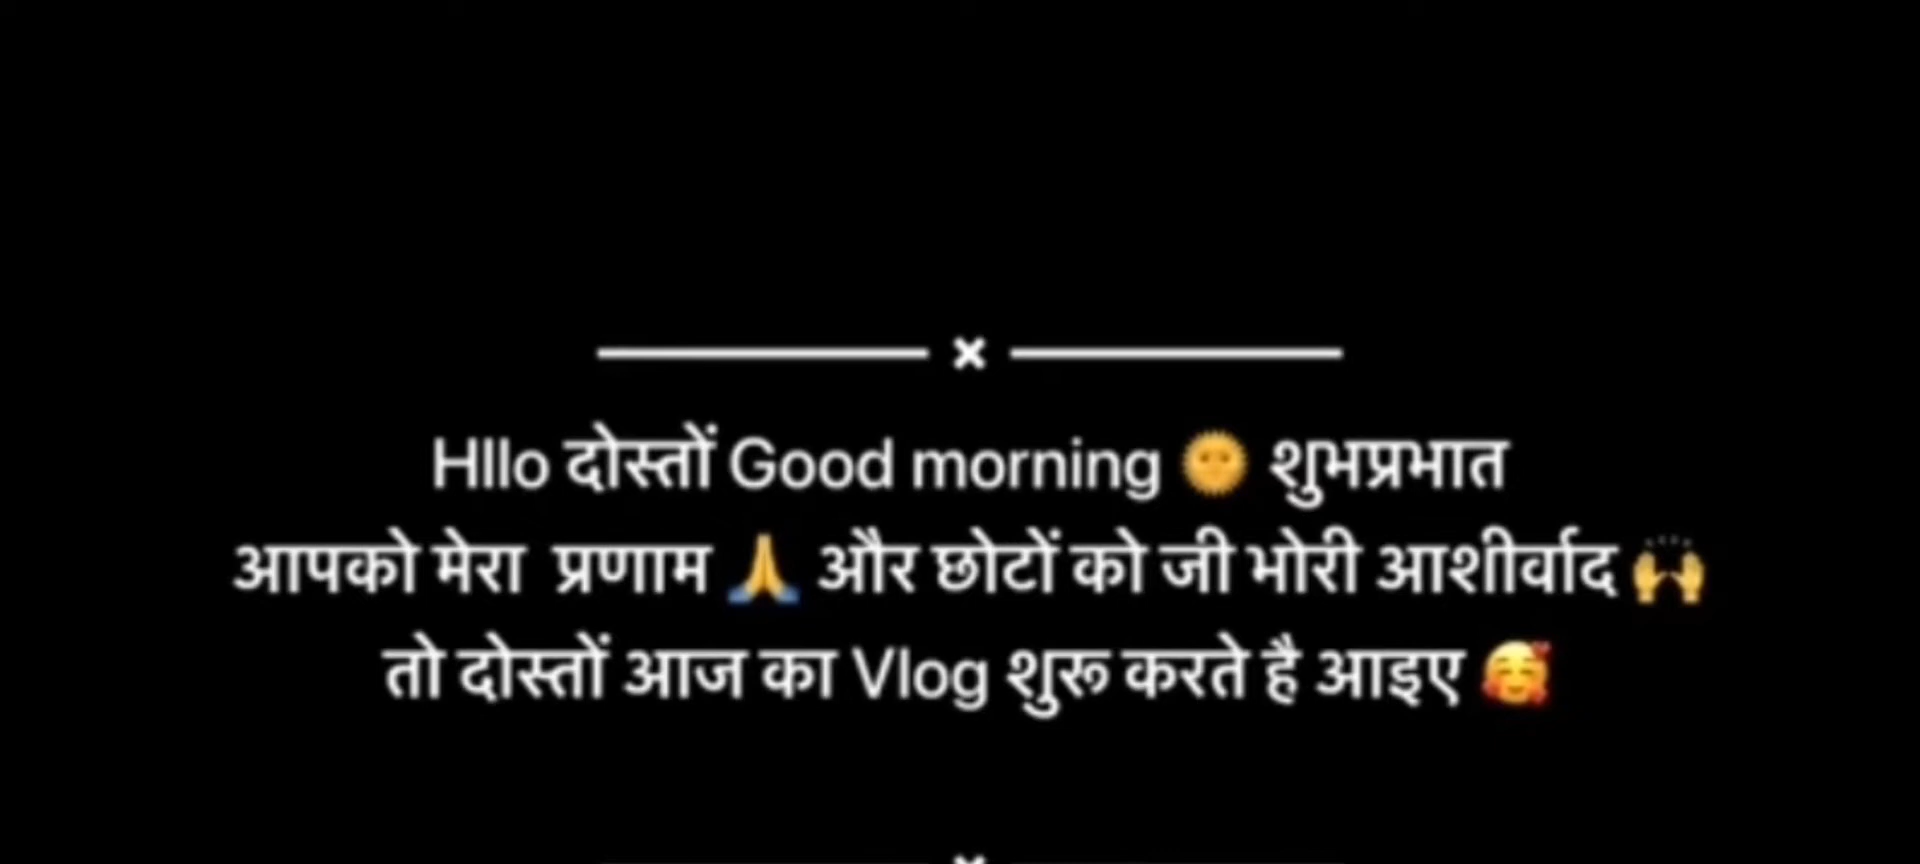 Hllo दोस्तों Good morning 🌞 शुभप्रभात
आपको मेरा प्रणाम 🙏 और छोटों को जी भोरी आशीर्वाद 🙌
तो दोस्तों आज का Vlog शुरू करते है आइए 🥰